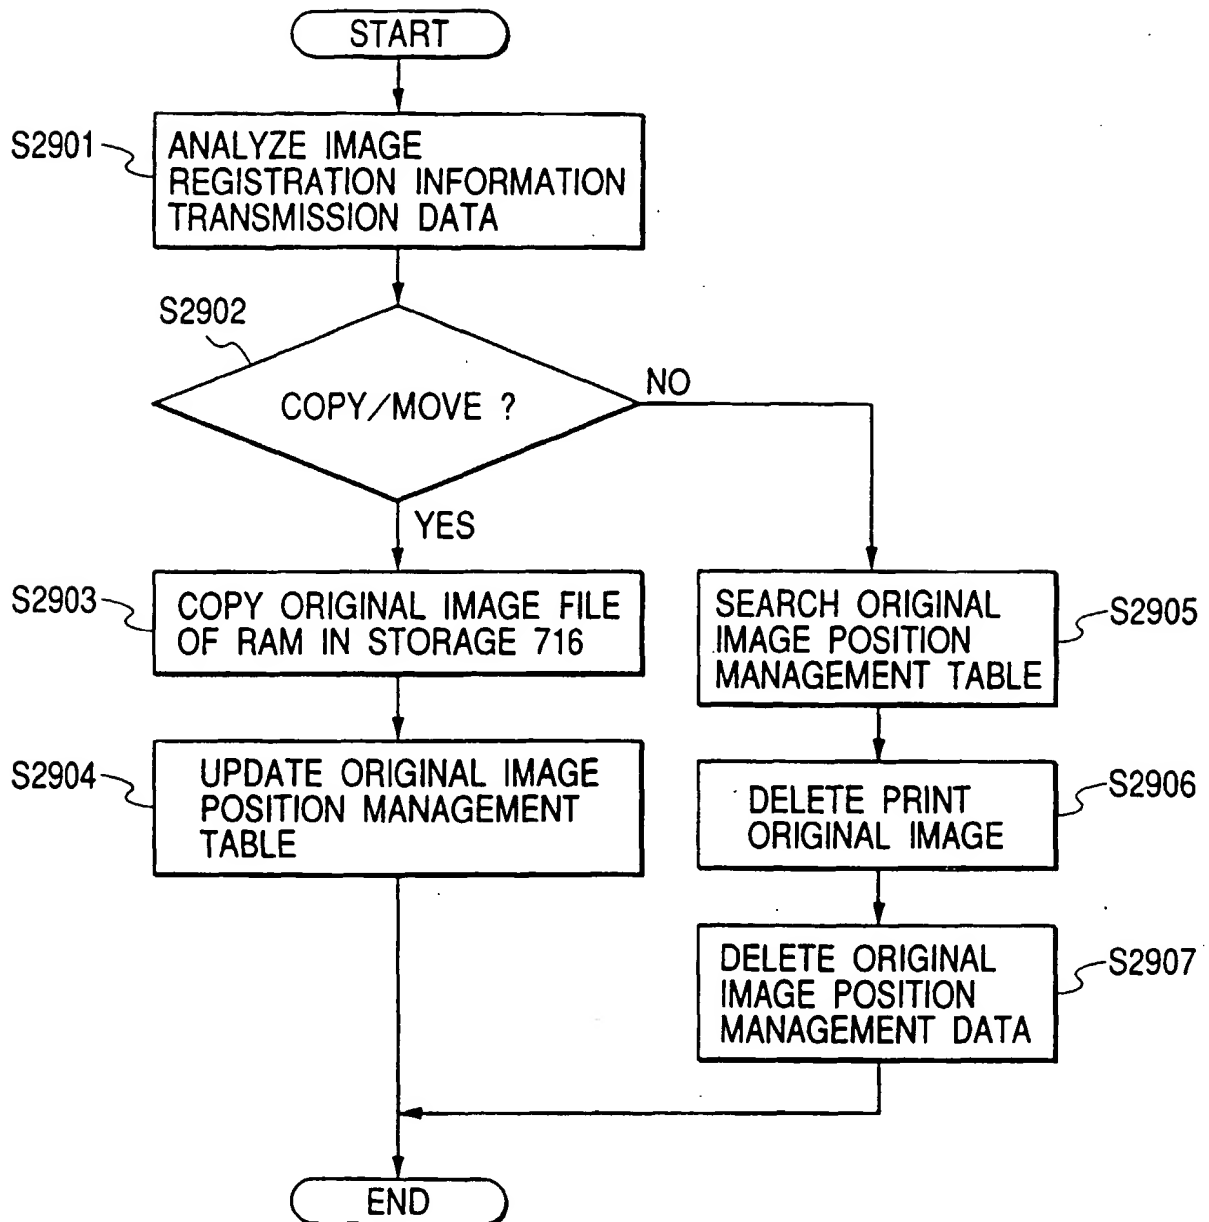 START
S2901
ANALYZE IMAGE
REGISTRATION INFORMATION
TRANSMISSION DATA
S2902
COPY/MOVE ?
NO
YES
S2903
COPY ORIGINAL IMAGE FILE
OF RAM IN STORAGE 716
S2904
UPDATE ORIGINAL IMAGE
POSITION MANAGEMENT
TABLE
SEARCH ORIGINAL
IMAGE POSITION
MANAGEMENT TABLE
S2905
DELETE PRINT
ORIGINAL IMAGE
S2906
DELETE ORIGINAL
IMAGE POSITION
MANAGEMENT DATA
S2907
END